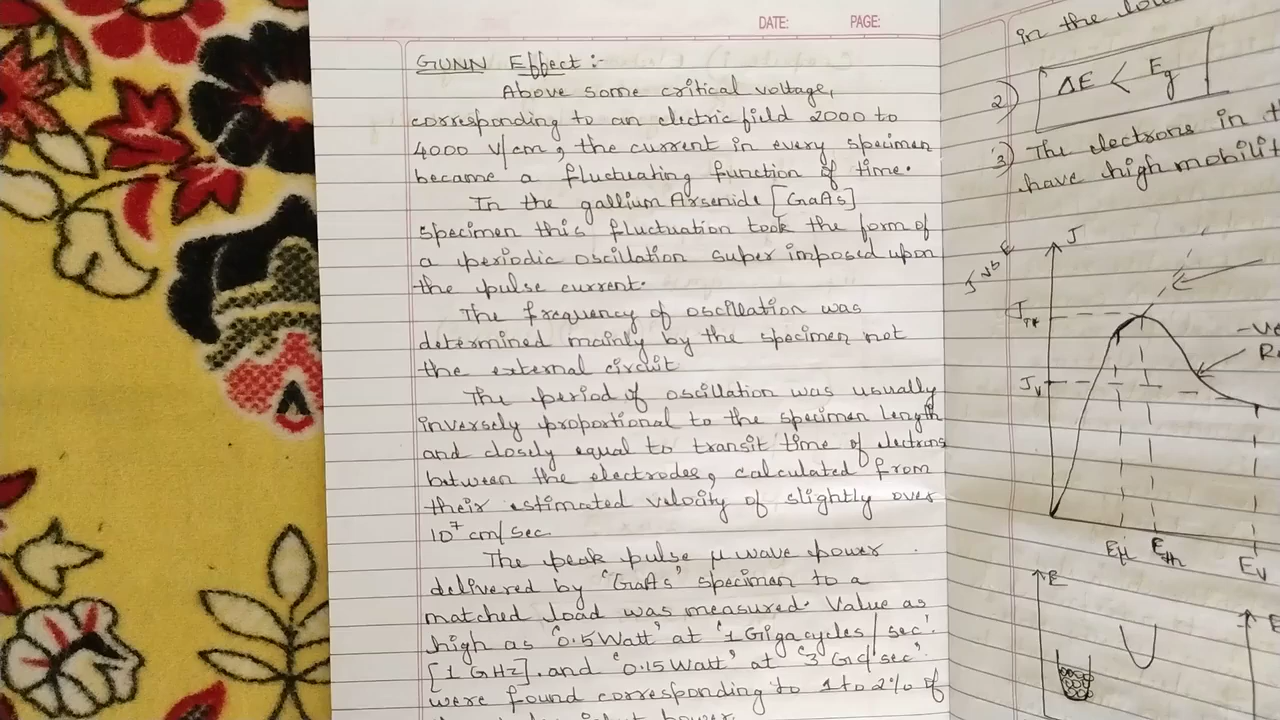 DATE: PAGE:
GUNN Effect :-
Above some critical voltage,
corresponding to an electric field 2000 to
4000 V/cm, the current in every specimen
became a fluctuating function of time.
In the gallium Arsenide [GaAs]
specimen this fluctuation took the form of
a periodic oscillation super imposed upon
the pulse current.
The frequency of oscillation was
determined mainly by the specimen not
the external circuit
The period of oscillation was usually
inversely proportional to the specimen length
and closely equal to transit time of electrons
between the electrodes, calculated from
their estimated velocity of slightly over
10⁷ cm/sec
The peak pulse μ wave power
delivered by 'GaAs' specimen to a
matched load was measured. Value as
high as '0.5Watt' at '1 Gigacycles/sec'.
[1 GHz]. and '0.15Watt' at '3 Gc/sec'.
were found corresponding to 1 to 2% of
in the
2) ΔE < Eg
3) The electrons in
have high mobilit
J Vs E
J
Jth
-V
R
Jv
Eth
Ev
E